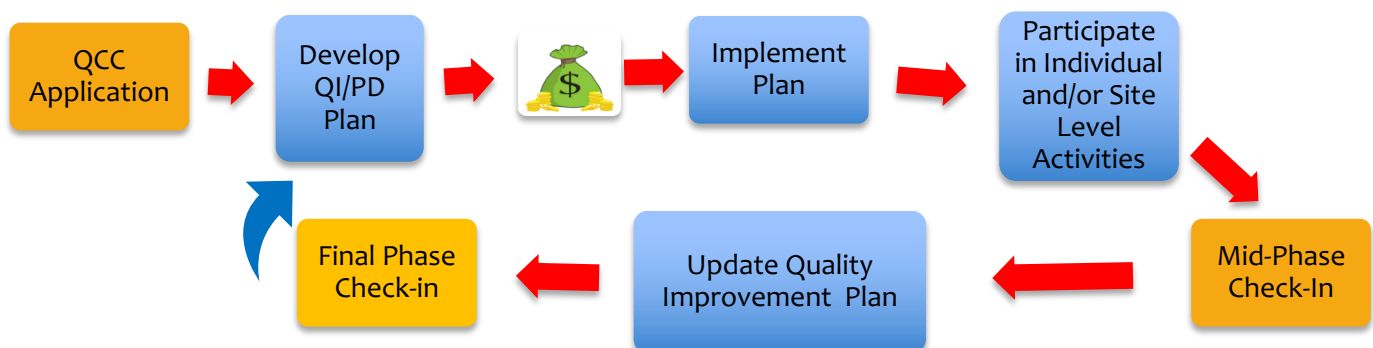 QCC
Application
Develop
QI/PD
Plan
$
Implement
Plan
Participate
in Individual
and/or Site
Level
Activities
Mid-Phase
Check-In
Update Quality
Improvement Plan
Final Phase
Check-in